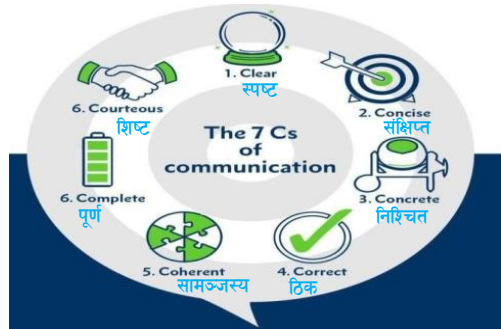 The 7 Cs
of
communication
1. Clear
स्पष्ट
2. Concise
संक्षिप्त
3. Concrete
निश्चित
4. Correct
ठिक
5. Coherent
सामञ्जस्य
6. Complete
पूर्ण
6. Courteous
शिष्ट